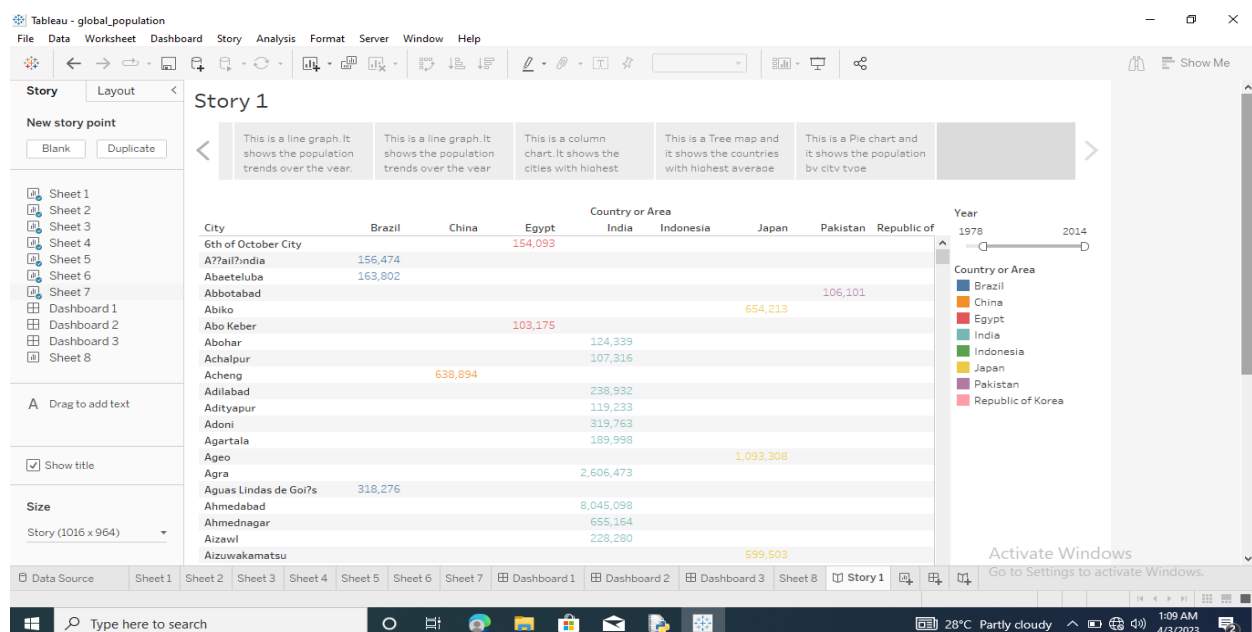 Tableau - global_population
File Data Worksheet Dashboard Story Analysis Format Server Window Help
Show Me
Story Layout
New story point
Blank Duplicate
Sheet 1
Sheet 2
Sheet 3
Sheet 4
Sheet 5
Sheet 6
Sheet 7
Dashboard 1
Dashboard 2
Dashboard 3
Sheet 8
A Drag to add text
Show title
Size
Story (1016 x 964)
Story 1
This is a line graph.It
shows the population
trends over the year.
This is a line graph.It
shows the population
trends over the year
This is a column
chart.It shows the
cities with highest
This is a Tree map and
it shows the countries
with highest average
This is a Pie chart and
it shows the population
by city type
Country or Area
City Brazil China Egypt India Indonesia Japan Pakistan Republic of
6th of October City 154,093
A??ail?›ndia 156,474
Abaeteluba 163,802
Abbotabad 106,101
Abiko 654,213
Abo Keber 103,175
Abohar 124,339
Achalpur 107,316
Acheng 638,894
Adilabad 238,932
Adityapur 119,233
Adoni 319,763
Agartala 189,998
Ageo 1,093,308
Agra 2,606,473
Aguas Lindas de Goi?s 318,276
Ahmedabad 8,045,098
Ahmednagar 655,164
Aizawl 228,280
Aizuwakamatsu 599,503
Year
1978 2014
Country or Area
Brazil
China
Egypt
India
Indonesia
Japan
Pakistan
Republic of Korea
Activate Windows
Go to Settings to activate Windows.
Data Source Sheet 1 Sheet 2 Sheet 3 Sheet 4 Sheet 5 Sheet 6 Sheet 7 Dashboard 1 Dashboard 2 Dashboard 3 Sheet 8 Story 1
Type here to search
28°C Partly cloudy
1:09 AM
4/3/2023
2